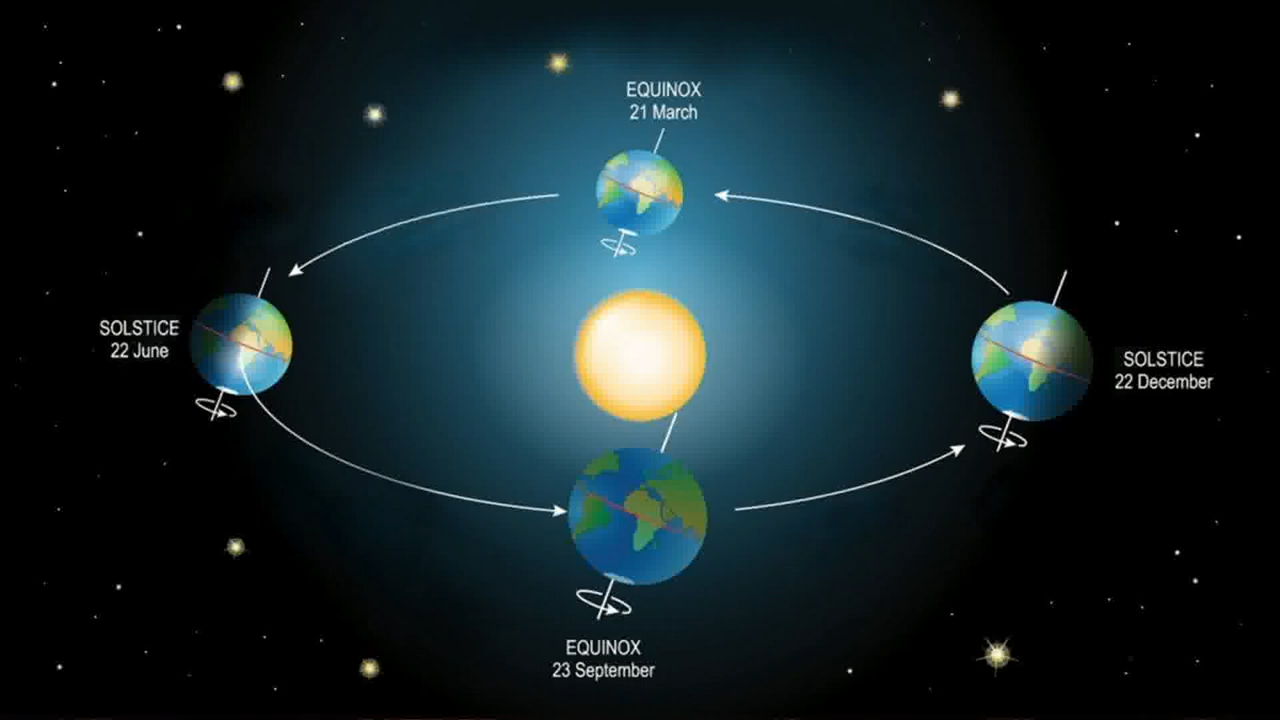 EQUINOX
21 March
SOLSTICE
22 June
SOLSTICE
22 December
EQUINOX
23 September